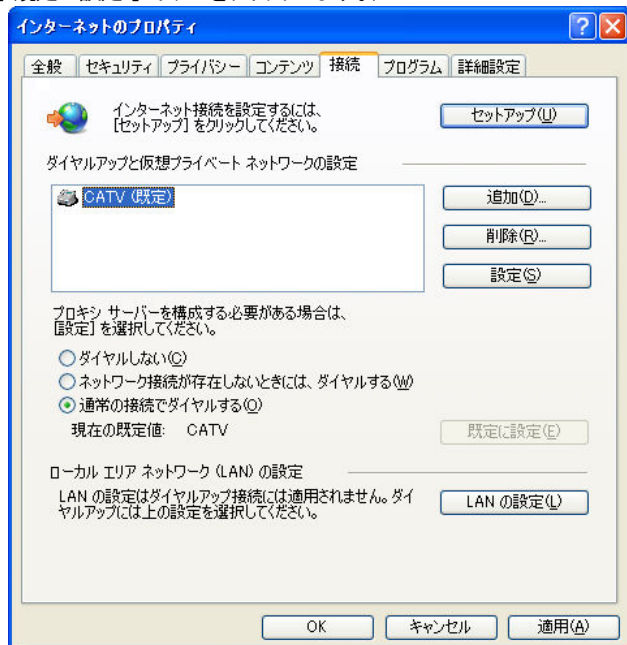 インターネットのプロパティ
全般 セキュリティ プライバシー コンテンツ 接続 プログラム 詳細設定
インターネット接続を設定するには、
[セットアップ] をクリックしてください。
セットアップ(U)
ダイヤルアップと仮想プライベート ネットワークの設定
CATV (既定)
追加(D)...
削除(R)...
設定(S)
プロキシ サーバーを構成する必要がある場合は、
[設定] を選択してください。
ダイヤルしない(C)
ネットワーク接続が存在しないときには、ダイヤルする(W)
通常の接続でダイヤルする(O)
現在の既定値: CATV
既定に設定(E)
ローカル エリア ネットワーク (LAN) の設定
LAN の設定はダイヤルアップ接続には適用されません。ダイ
ヤルアップには上の設定を選択してください。
LAN の設定(L)
OK キャンセル 適用(A)